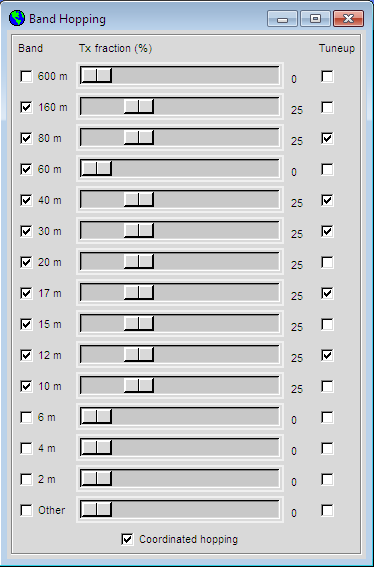 Band Hopping
Band Tx fraction (%) Tuneup
600 m 0
160 m 25
80 m 25
60 m 0
40 m 25
30 m 25
20 m 25
17 m 25
15 m 25
12 m 25
10 m 25
6 m 0
4 m 0
2 m 0
Other 0
Coordinated hopping